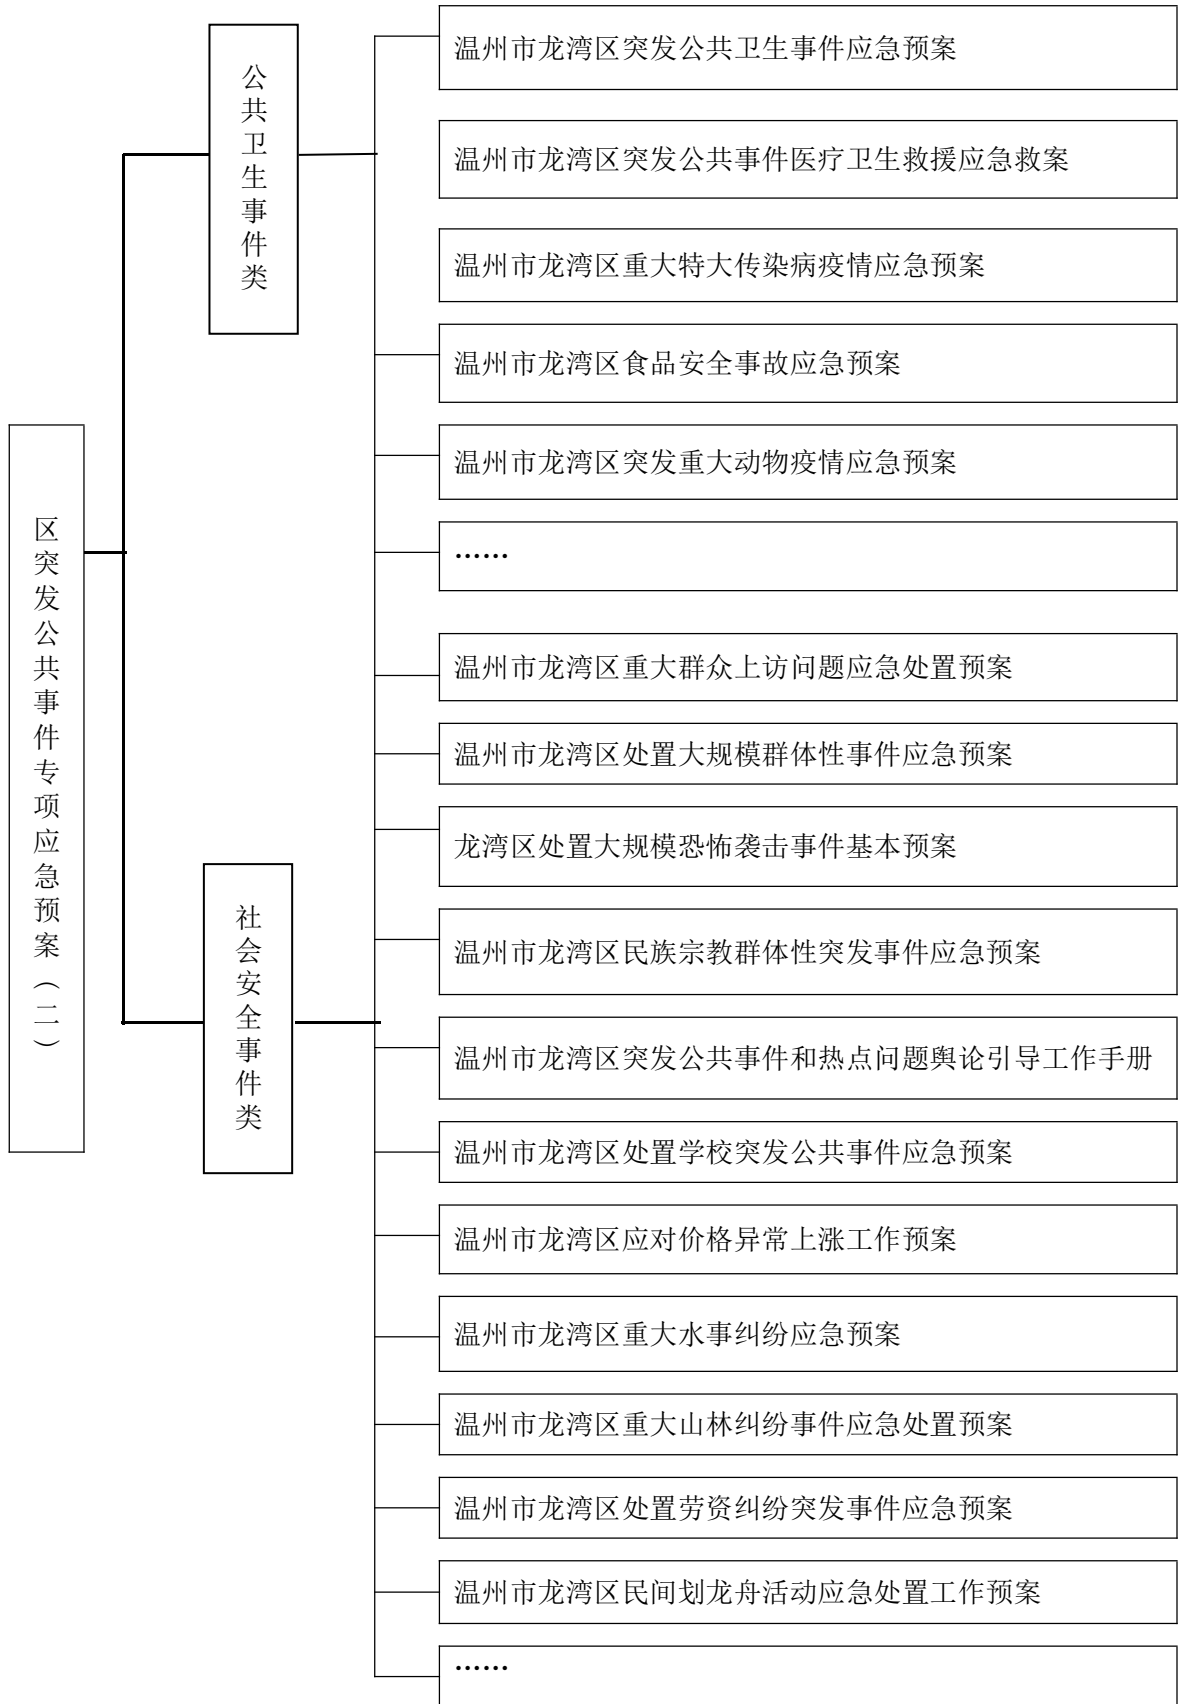 区突发公共事件专项应急预案（二）
公共卫生事件类
温州市龙湾区突发公共卫生事件应急预案
温州市龙湾区突发公共事件医疗卫生救援应急救案
温州市龙湾区重大特大传染病疫情应急预案
温州市龙湾区食品安全事故应急预案
温州市龙湾区突发重大动物疫情应急预案
……
社会安全事件类
温州市龙湾区重大群众上访问题应急处置预案
温州市龙湾区处置大规模群体性事件应急预案
龙湾区处置大规模恐怖袭击事件基本预案
温州市龙湾区民族宗教群体性突发事件应急预案
温州市龙湾区突发公共事件和热点问题舆论引导工作手册
温州市龙湾区处置学校突发公共事件应急预案
温州市龙湾区应对价格异常上涨工作预案
温州市龙湾区重大水事纠纷应急预案
温州市龙湾区重大山林纠纷事件应急处置预案
温州市龙湾区处置劳资纠纷突发事件应急预案
温州市龙湾区民间划龙舟活动应急处置工作预案
……